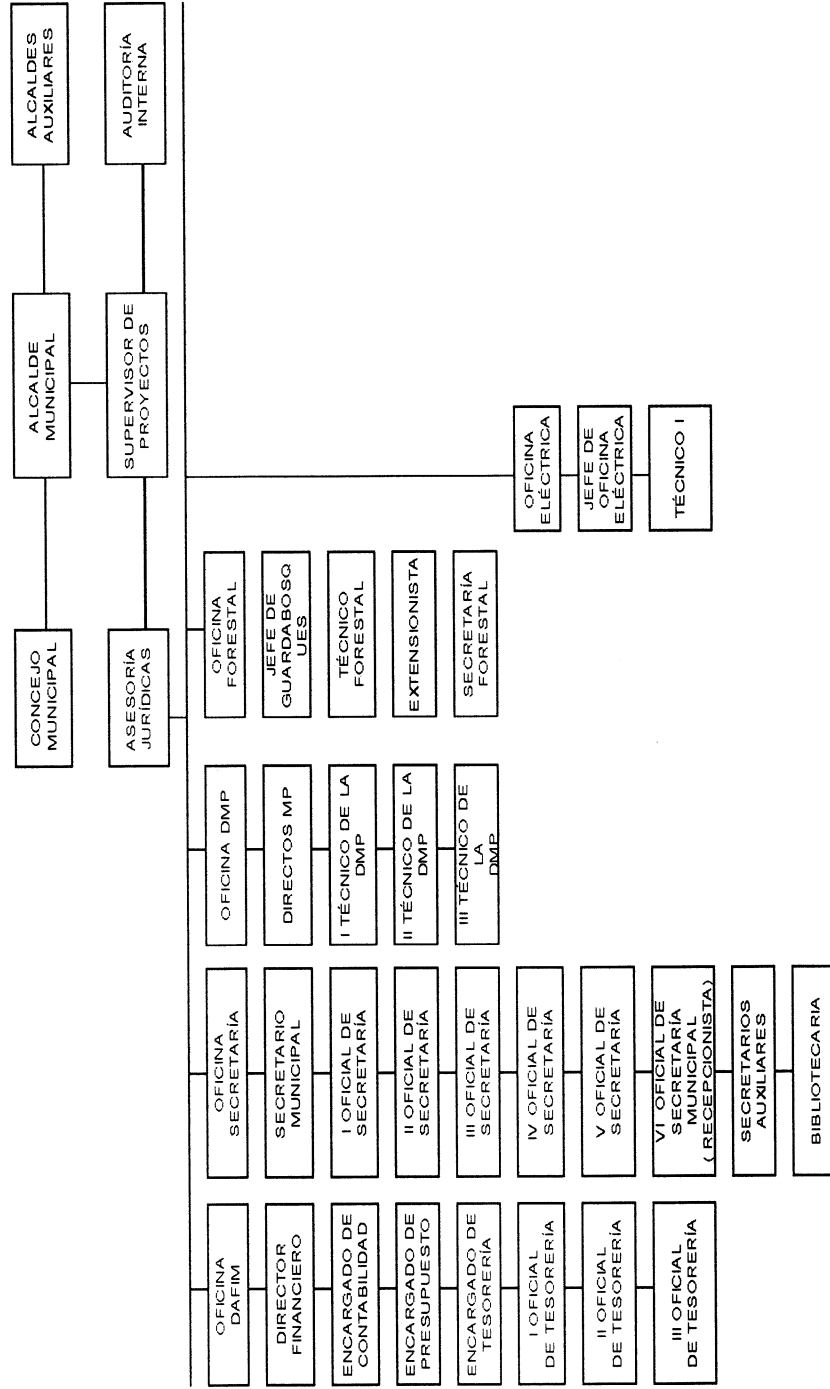 CONCEJO
MUNICIPAL
ALCALDE
MUNICIPAL
ALCALDES
AUXILIARES
ASESORÍA
JURÍDICAS
SUPERVISOR DE
PROYECTOS
AUDITORÍA
INTERNA
OFICINA
DAFIM
DIRECTOR
FINANCIERO
ENCARGADO DE
CONTABILIDAD
ENCARGADO DE
PRESUPUESTO
ENCARGADO DE
TESORERÍA
I OFICIAL
DE TESORERÍA
II OFICIAL
DE TESORERÍA
III OFICIAL
DE TESORERÍA
OFICINA
SECRETARÍA
SECRETARIO
MUNICIPAL
I OFICIAL DE
SECRETARÍA
II OFICIAL DE
SECRETARÍA
III OFICIAL DE
SECRETARÍA
IV OFICIAL DE
SECRETARÍA
V OFICIAL DE
SECRETARÍA
VI OFICIAL DE
SECRETARÍA
MUNICIPAL
( RECEPCIONISTA)
SECRETARIOS
AUXILIARES
BIBLIOTECARIA
OFICINA DMP
DIRECTOS MP
I TÉCNICO DE LA
DMP
II TÉCNICO DE LA
DMP
III TÉCNICO DE
LA
DMP
OFICINA
FORESTAL
JEFE DE
GUARDABOSQ
UES
TÉCNICO
FORESTAL
EXTENSIONISTA
SECRETARÍA
FORESTAL
OFICINA
ELÉCTRICA
JEFE DE
OFICINA
ELÉCTRICA
TÉCNICO I